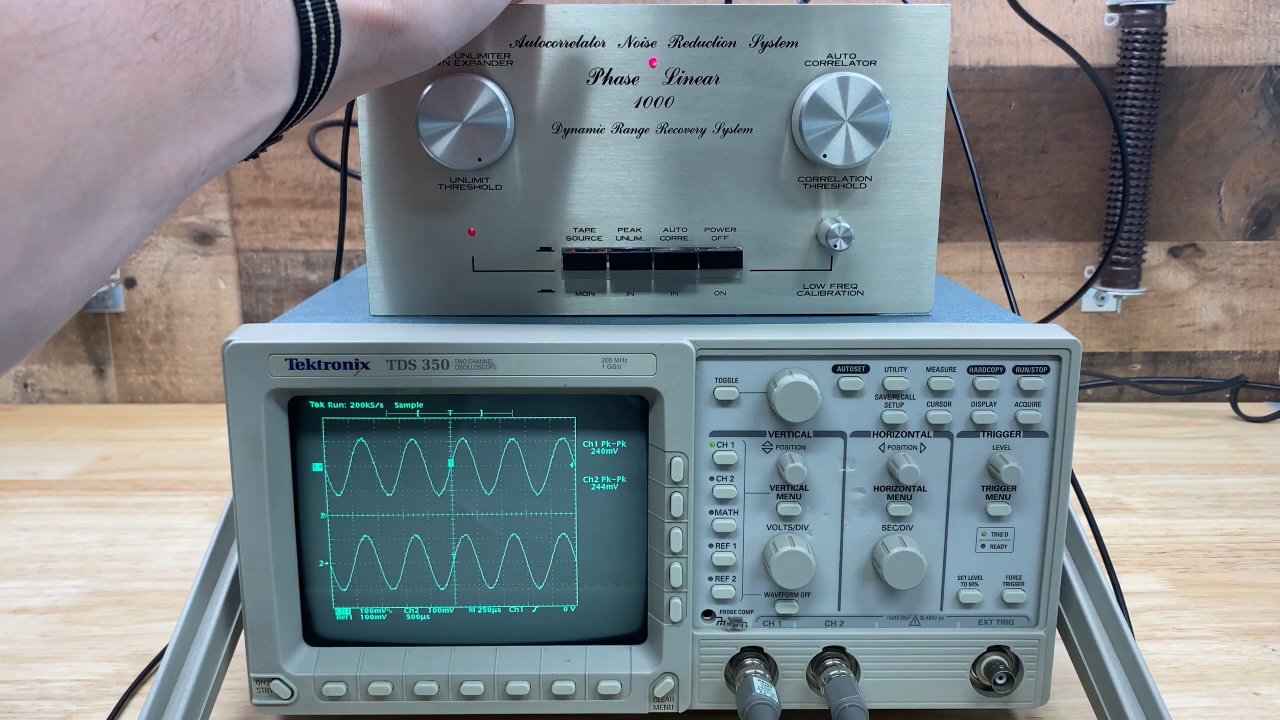 Autocorrelator Noise Reduction System
UNLIMITER
EXPANDER
Phase Linear
1000
AUTO
CORRELATOR
Dynamic Range Recovery System
UNLIMIT
THRESHOLD
CORRELATION
THRESHOLD
TAPE
SOURCE
PEAK
UNLIM.
AUTO
CORRE.
POWER
OFF
MON
IN
IN
ON
LOW FREQ
CALIBRATION
Tektronix TDS 350 TWO CHANNEL
OSCILLOSCOPE
200 MHz
1 GS/s
Tek Run: 200kS/s Sample
Ch1 Pk-Pk
240mV
Ch2 Pk-Pk
244mV
100mV Ch2 100mV M 250µs Ch1 0 V
Ref1 100mV 500µs
TOGGLE
AUTOSET
UTILITY
MEASURE
HARDCOPY
RUN/STOP
SAVE/RECALL
SETUP
CURSOR
DISPLAY
ACQUIRE
VERTICAL
HORIZONTAL
TRIGGER
CH 1
POSITION
POSITION
LEVEL
CH 2
VERTICAL
MENU
HORIZONTAL
MENU
TRIGGER
MENU
MATH
VOLTS/DIV
SEC/DIV
TRIG'D
READY
REF 1
REF 2
SET LEVEL
TO 50%
FORCE
TRIGGER
WAVEFORM OFF
PROBE COMP
CH 1
CH 2
EXT TRIG
CLEAR
MENU